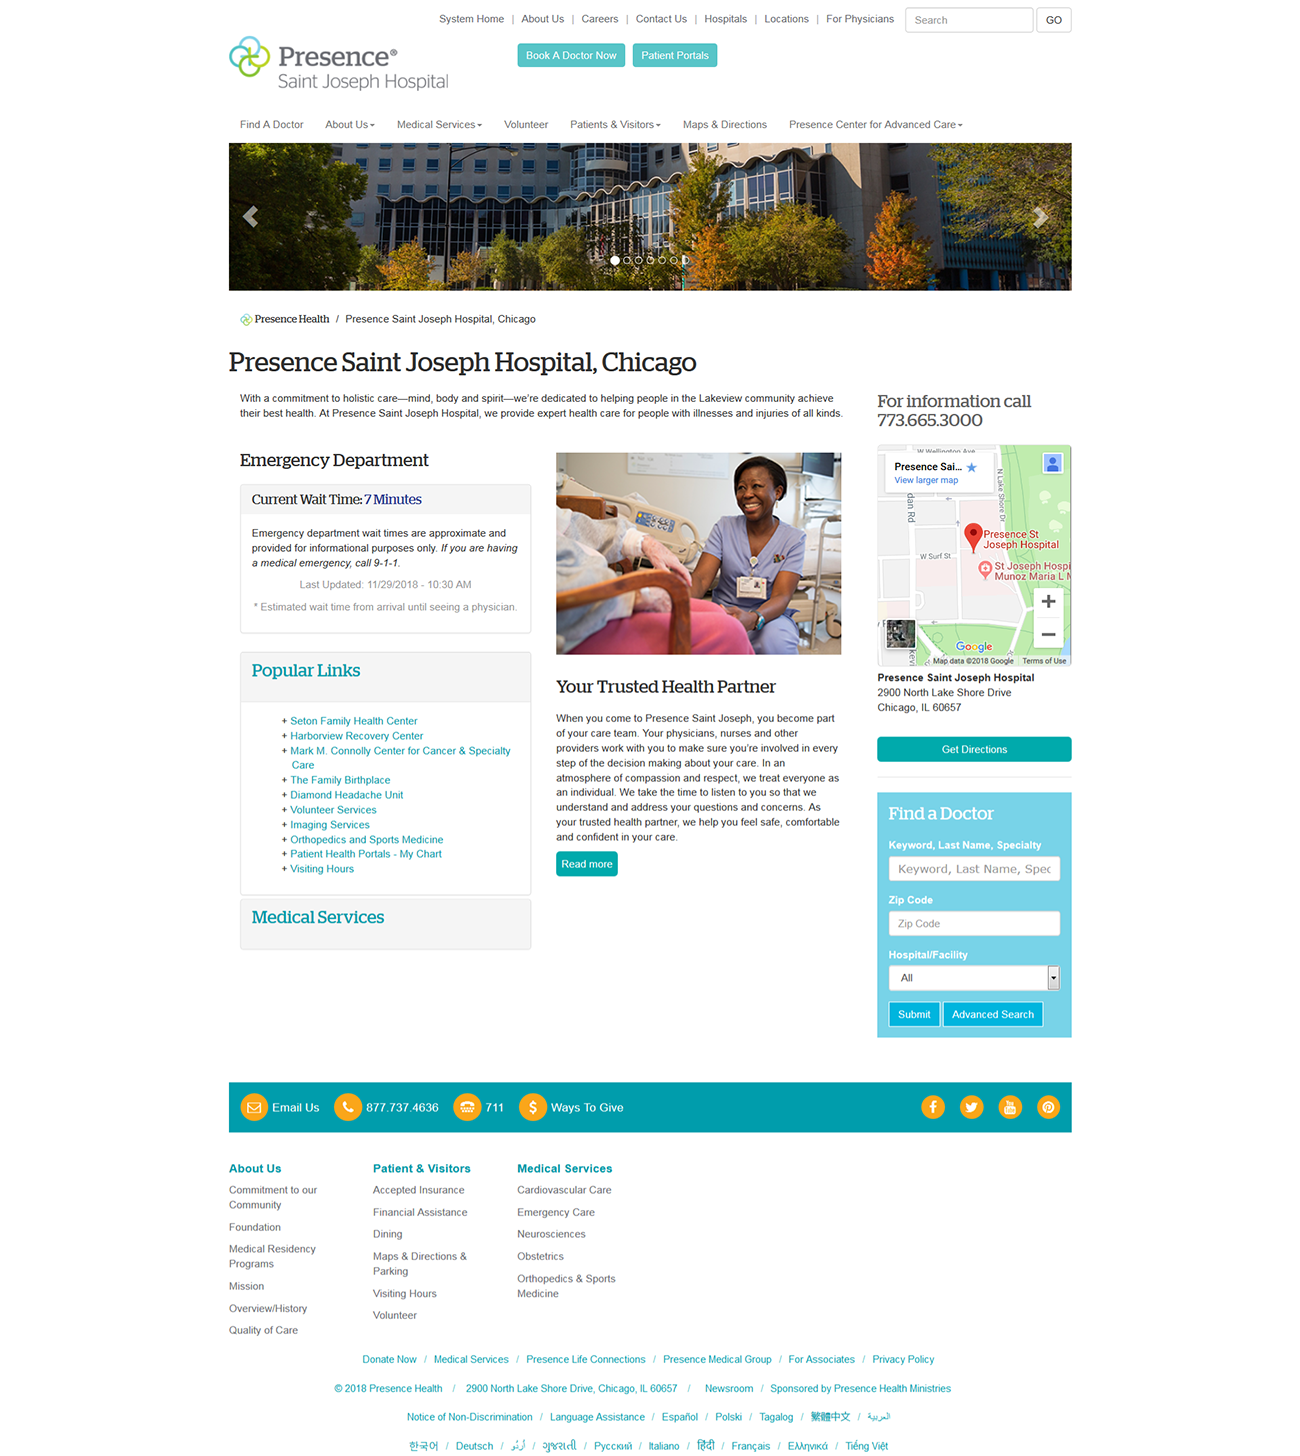 System Home | About Us | Careers | Contact Us | Hospitals | Locations | For Physicians
Search
GO
Presence®
Saint Joseph Hospital
Book A Doctor Now
Patient Portals
Find A Doctor
About Us
Medical Services
Volunteer
Patients & Visitors
Maps & Directions
Presence Center for Advanced Care
Presence Health / Presence Saint Joseph Hospital, Chicago
Presence Saint Joseph Hospital, Chicago
With a commitment to holistic care—mind, body and spirit—we're dedicated to helping people in the Lakeview community achieve
their best health. At Presence Saint Joseph Hospital, we provide expert health care for people with illnesses and injuries of all kinds.
Emergency Department
Current Wait Time: 7 Minutes
Emergency department wait times are approximate and
provided for informational purposes only. If you are having
a medical emergency, call 9-1-1.
Last Updated: 11/29/2018 - 10:30 AM
* Estimated wait time from arrival until seeing a physician.
Popular Links
+ Seton Family Health Center
+ Harborview Recovery Center
+ Mark M. Connolly Center for Cancer & Specialty
Care
+ The Family Birthplace
+ Diamond Headache Unit
+ Volunteer Services
+ Imaging Services
+ Orthopedics and Sports Medicine
+ Patient Health Portals - My Chart
+ Visiting Hours
Medical Services
Your Trusted Health Partner
When you come to Presence Saint Joseph, you become part
of your care team. Your physicians, nurses and other
providers work with you to make sure you're involved in every
step of the decision making about your care. In an
atmosphere of compassion and respect, we treat everyone as
an individual. We take the time to listen to you so that we
understand and address your questions and concerns. As
your trusted health partner, we help you feel safe, comfortable
and confident in your care.
Read more
For information call
773.665.3000
W Wellington Ave
Presence Sai...
View larger map
N Lake Shore Dr
dan Rd
Presence St
Joseph Hospital
W Surf St
St Joseph Hospi
Munoz Maria L M
Google
Map data ©2018 Google
Terms of Use
Presence Saint Joseph Hospital
2900 North Lake Shore Drive
Chicago, IL 60657
Get Directions
Find a Doctor
Keyword, Last Name, Specialty
Keyword, Last Name, Spec
Zip Code
Zip Code
Hospital/Facility
All
Submit
Advanced Search
Email Us
877.737.4636
711
$
Ways To Give
About Us
Commitment to our
Community
Foundation
Medical Residency
Programs
Mission
Overview/History
Quality of Care
Patient & Visitors
Accepted Insurance
Financial Assistance
Dining
Maps & Directions &
Parking
Visiting Hours
Volunteer
Medical Services
Cardiovascular Care
Emergency Care
Neurosciences
Obstetrics
Orthopedics & Sports
Medicine
Donate Now / Medical Services / Presence Life Connections / Presence Medical Group / For Associates / Privacy Policy
© 2018 Presence Health / 2900 North Lake Shore Drive, Chicago, IL 60657 / Newsroom / Sponsored by Presence Health Ministries
Notice of Non-Discrimination / Language Assistance / Español / Polski / Tagalog / 繁體中文 / العربية
한국어 / Deutsch / اُردُو / ગુજરાતી / Русский / Italiano / हिंदी / Français / Ελληνικά / Tiếng Việt